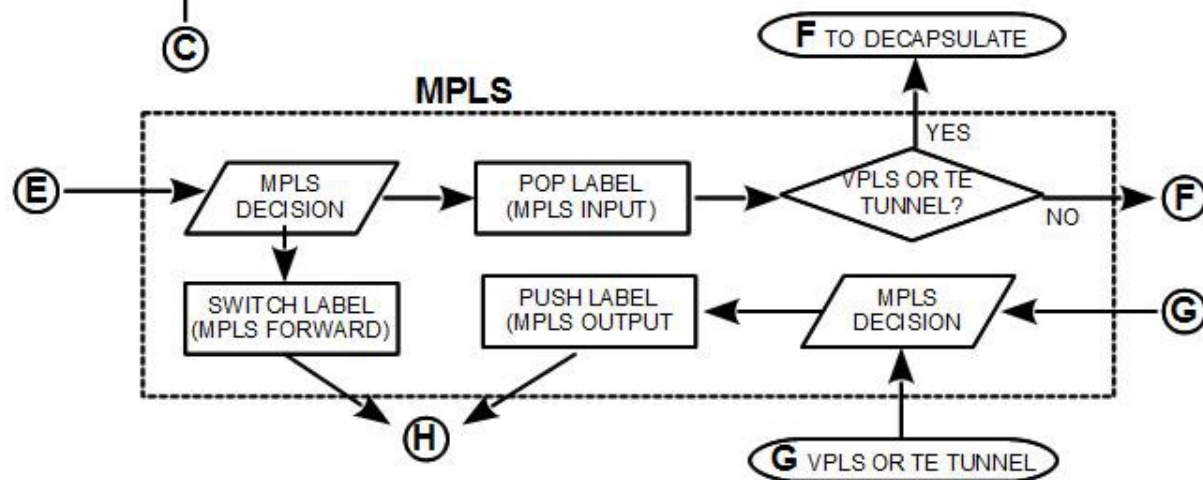 C
F TO DECAPSULATE
MPLS
YES
E
MPLS
DECISION
POP LABEL
(MPLS INPUT)
VPLS OR TE
TUNNEL?
NO
F
SWITCH LABEL
(MPLS FORWARD)
PUSH LABEL
(MPLS OUTPUT
MPLS
DECISION
G
H
G VPLS OR TE TUNNEL